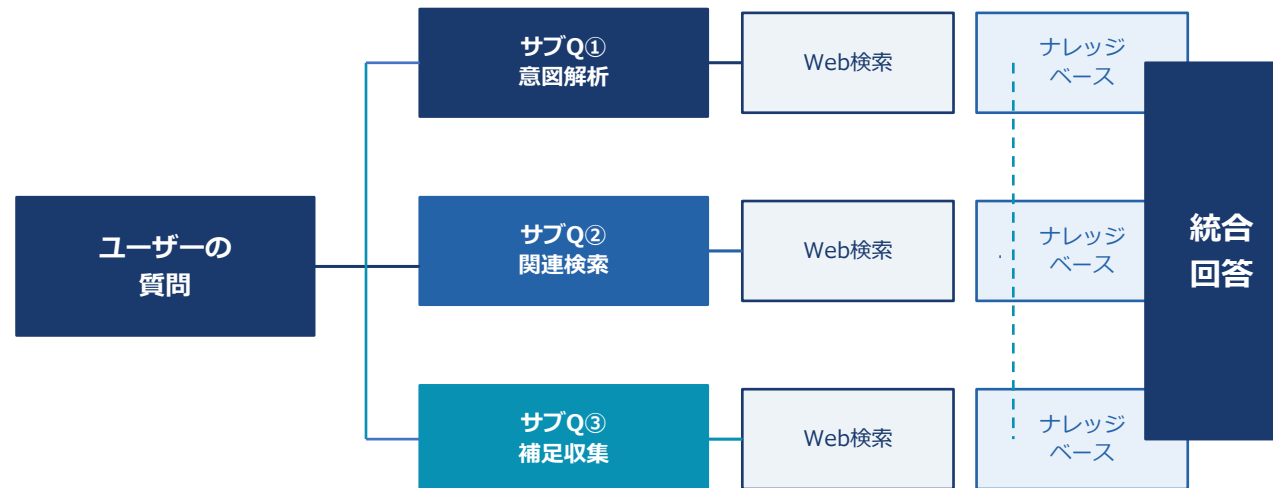 ユーザーの
質問
サブQ①
意図解析
Web検索
ナレッジ
ベース
サブQ②
関連検索
Web検索
ナレッジ
ベース
サブQ③
補足収集
Web検索
ナレッジ
ベース
統合
回答